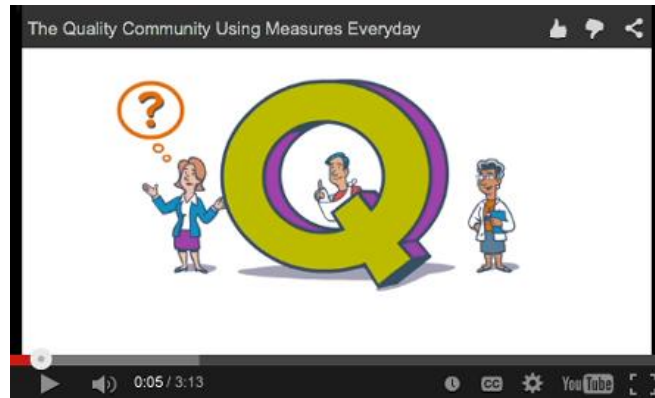 The Quality Community Using Measures Everyday
?
Q
0:05 / 3:13 CC YouTube